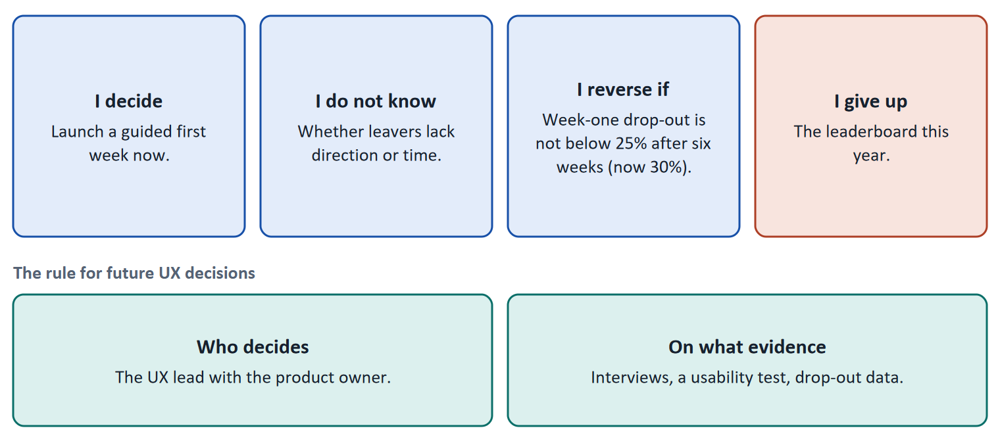 I decide
Launch a guided first
week now.
I do not know
Whether leavers lack
direction or time.
I reverse if
Week-one drop-out is
not below 25% after six
weeks (now 30%).
I give up
The leaderboard this
year.
The rule for future UX decisions
Who decides
The UX lead with the product owner.
On what evidence
Interviews, a usability test, drop-out data.